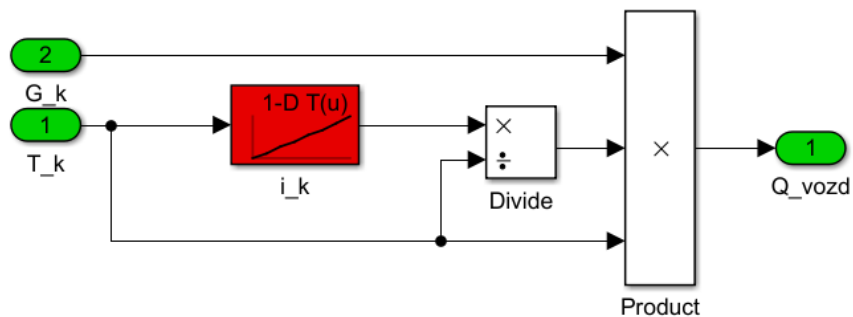 2
G_k
1
T_k
1-D T(u)
i_k
×
÷
Divide
×
Product
1
Q_vozd